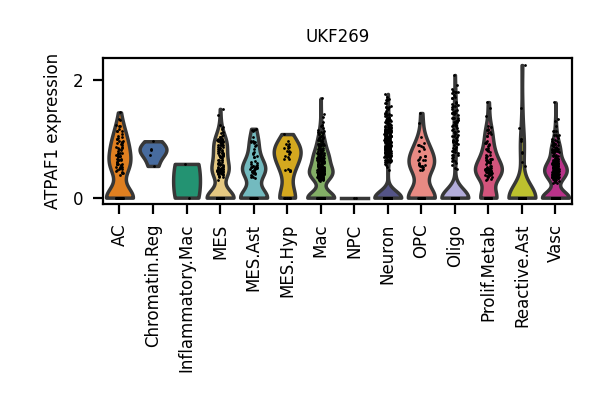 UKF269
ATPAF1 expression
2
0
AC
Chromatin.Reg
Inflammatory.Mac
MES
MES.Ast
MES.Hyp
Mac
NPC
Neuron
OPC
Oligo
Prolif.Metab
Reactive.Ast
Vasc